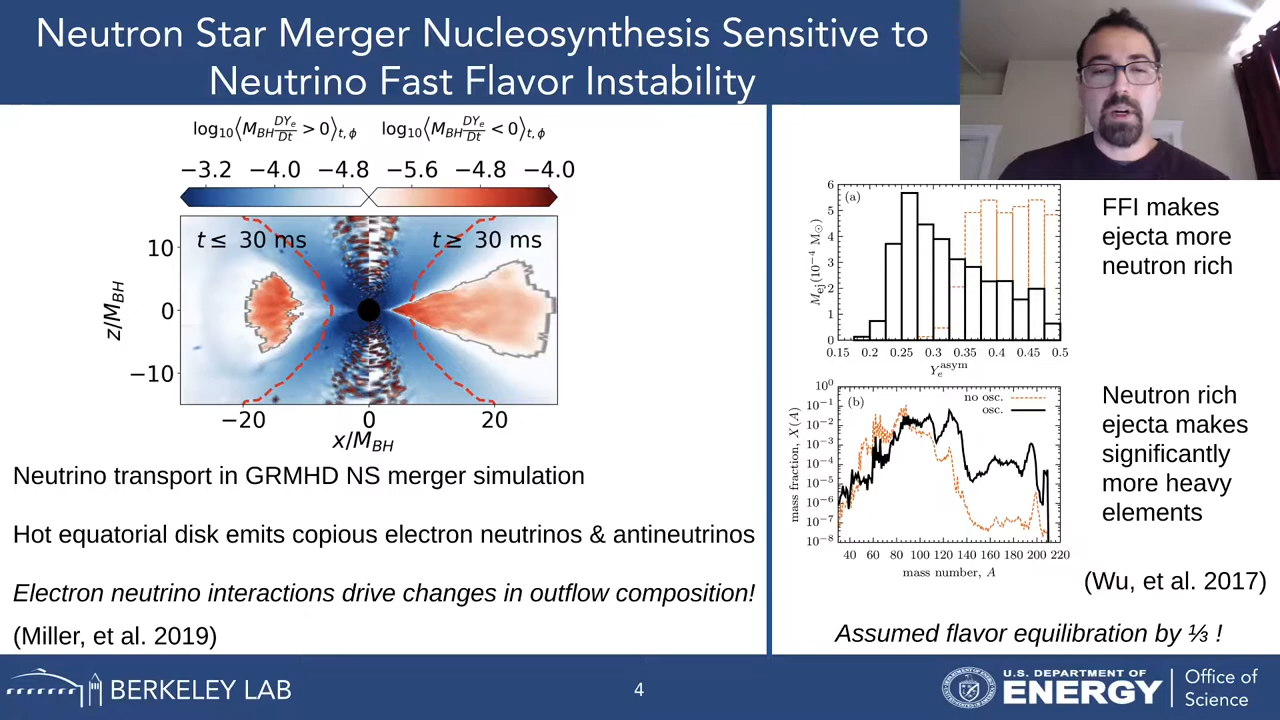 Neutron Star Merger Nucleosynthesis Sensitive to
Neutrino Fast Flavor Instability
log₁₀⟨M_BH DYₑ/Dt > 0⟩t,ϕ log₁₀⟨M_BH DYₑ/Dt < 0⟩t,ϕ
−3.2 −4.0 −4.8 −5.6 −4.8 −4.0
t ≤ 30 ms t ≥ 30 ms
10
0
−10
z/M_BH
−20 0 20
x/M_BH
Neutrino transport in GRMHD NS merger simulation
Hot equatorial disk emits copious electron neutrinos & antineutrinos
Electron neutrino interactions drive changes in outflow composition!
(Miller, et al. 2019)
(a)
6
5
4
3
2
1
0
M_ej (10⁻⁴ M⊙)
0.15 0.2 0.25 0.3 0.35 0.4 0.45 0.5
Yₑ^asym
FFI makes
ejecta more
neutron rich
(b)
no osc.
osc.
10⁰
10⁻¹
10⁻²
10⁻³
10⁻⁴
10⁻⁵
10⁻⁶
10⁻⁷
10⁻⁸
mass fraction, X(A)
40 60 80 100 120 140 160 180 200 220
mass number, A
Neutron rich
ejecta makes
significantly
more heavy
elements
(Wu, et al. 2017)
Assumed flavor equilibration by ⅓ !
BERKELEY LAB
4
U.S. DEPARTMENT OF
ENERGY
Office of
Science